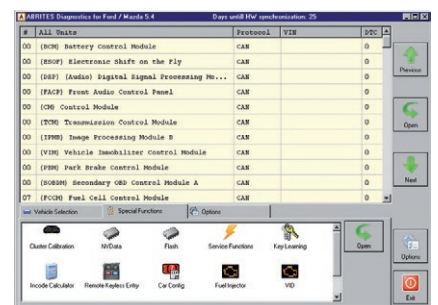 ABRITES Diagnostics for Ford / Mazda 5.4 Days until HW synchronization: 25
# All Units Protocol VIN DTC
00 (BCM) Battery Control Module CAN 0
00 (ESOF) Electronic Shift on the Fly CAN 0
00 (DSP) (Audio) Digital Signal Processing Mo... CAN 0
00 (FACP) Front Audio Control Panel CAN 0
00 (CM) Control Module CAN 0
00 (TCM) Transmission Control Module CAN 0
00 (IPMB) Image Processing Module B CAN 0
00 (VIM) Vehicle Immobilizer Control Module CAN 0
00 (PBM) Park Brake Control Module CAN 0
00 (SOBDM) Secondary OBD Control Module A CAN 0
07 (FCCM) Fuel Cell Control Module CAN 0
Previous
Open
Next
Vehicle Selection Special Functions Options
Cluster Calibration NVData Flash Service Functions Key Learning
Open
Incode Calculator Remote Keyless Entry Car Config Fuel Injector VID
Options
Exit